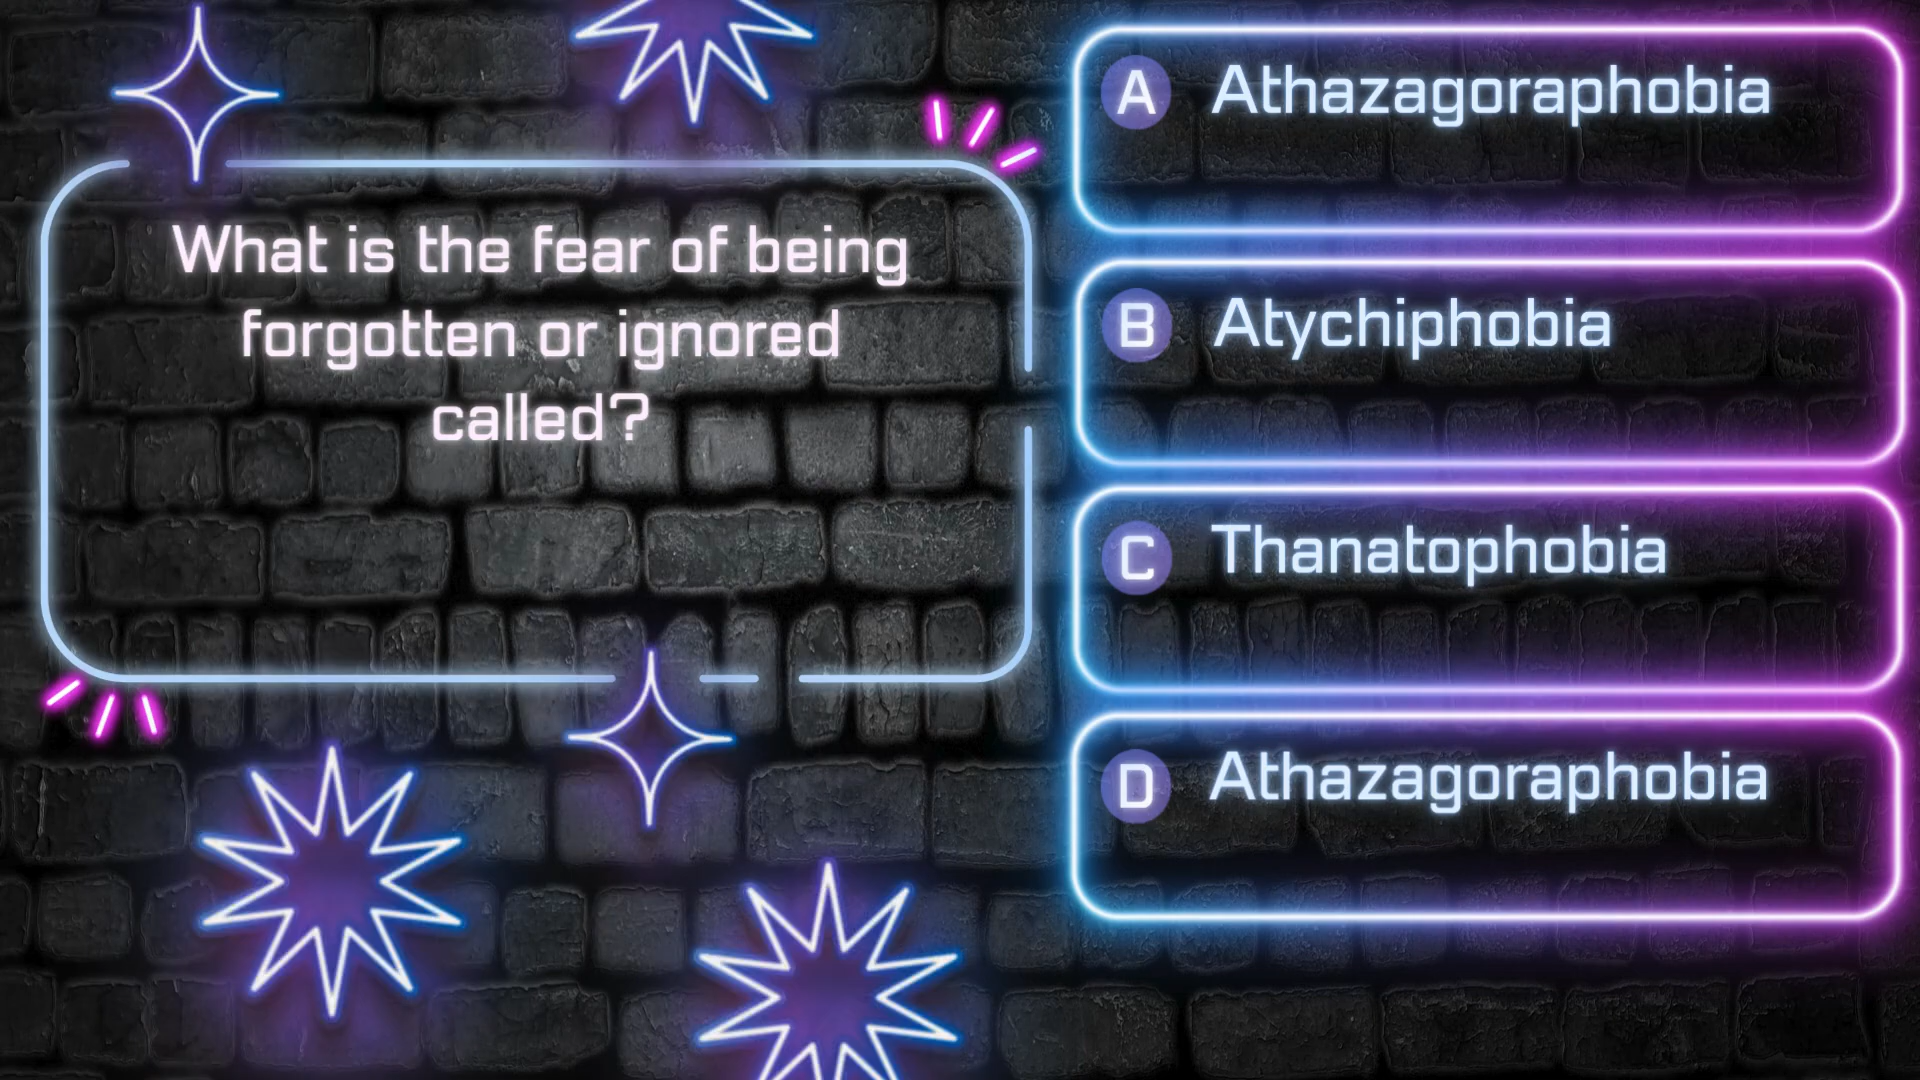 What is the fear of being
forgotten or ignored
called?
A Athazagoraphobia
B Atychiphobia
C Thanatophobia
D Athazagoraphobia